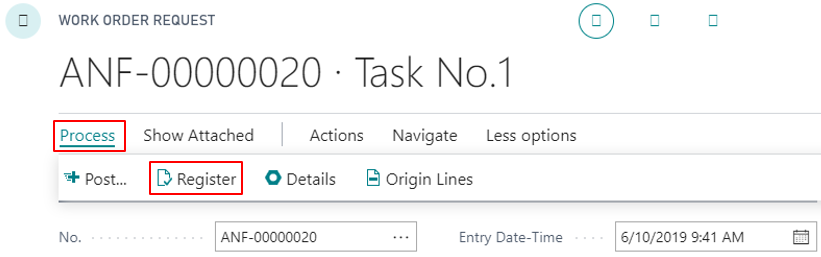 WORK ORDER REQUEST
ANF-00000020 · Task No.1
Process Show Attached Actions Navigate Less options
Post... Register Details Origin Lines
No. ANF-00000020 ... Entry Date-Time 6/10/2019 9:41 AM